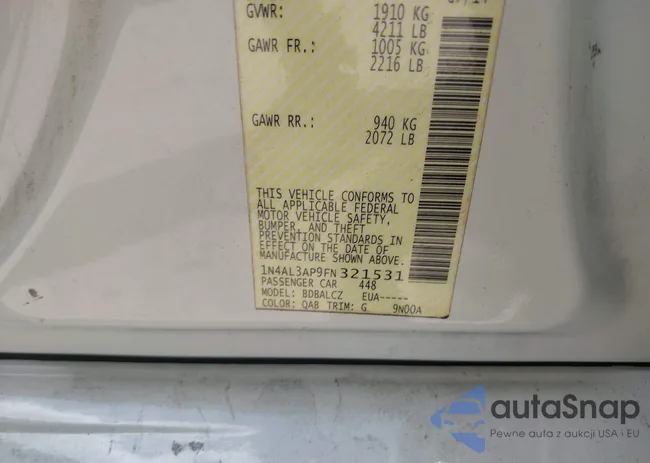 GVWR: 1910 KG
4211 LB
GAWR FR.: 1005 KG
2216 LB
GAWR RR.: 940 KG
2072 LB
THIS VEHICLE CONFORMS TO
ALL APPLICABLE FEDERAL
MOTOR VEHICLE SAFETY,
BUMPER, AND THEFT
PREVENTION STANDARDS IN
EFFECT ON THE DATE OF
MANUFACTURE SHOWN ABOVE.
1N4AL3AP9FN321531
PASSENGER CAR 448
MODEL: BDBALCZ EUA-----
COLOR: QAB TRIM: G 9N00A
autaSnap
Pewne auta z aukcji USA i EU